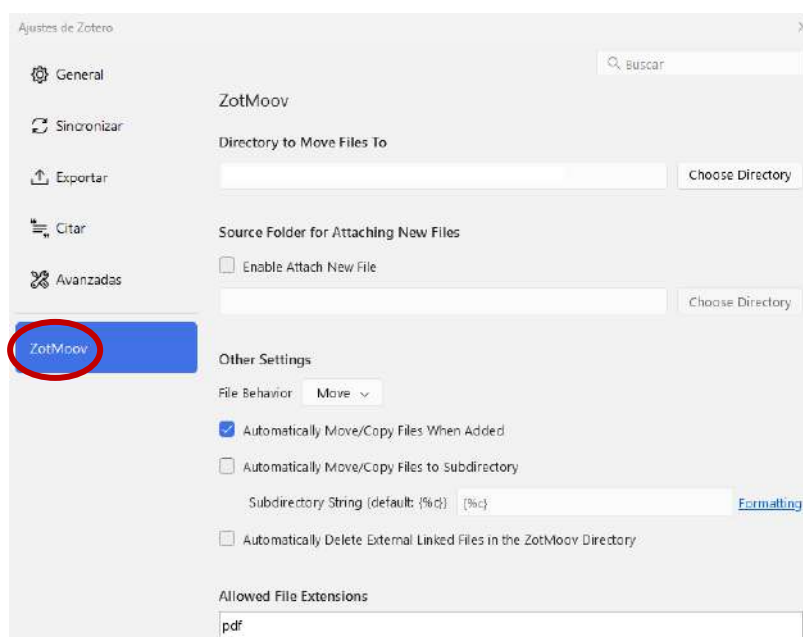 Ajustes de Zotero
Buscar
General
Sincronizar
Exportar
Citar
Avanzadas
ZotMoov
ZotMoov
Directory to Move Files To
Choose Directory
Source Folder for Attaching New Files
Enable Attach New File
Choose Directory
Other Settings
File Behavior Move
Automatically Move/Copy Files When Added
Automatically Move/Copy Files to Subdirectory
Subdirectory String (default: {%c}) {%c} Formatting
Automatically Delete External Linked Files in the ZotMoov Directory
Allowed File Extensions
pdf